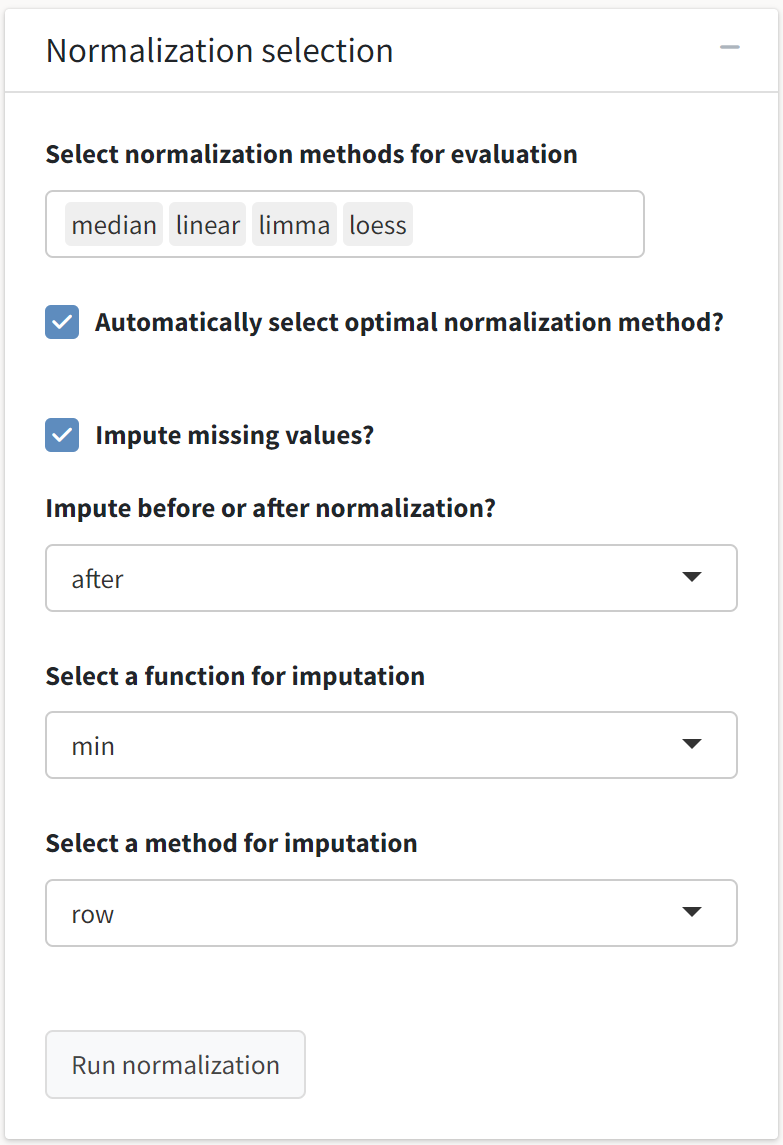 Normalization selection
Select normalization methods for evaluation
median linear limma loess
Automatically select optimal normalization method?
Impute missing values?
Impute before or after normalization?
after
Select a function for imputation
min
Select a method for imputation
row
Run normalization